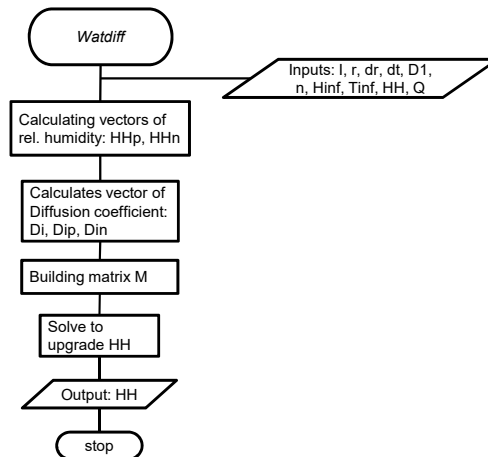 Watdiff
Inputs: I, r, dr, dt, D1,
n, Hinf, Tinf, HH, Q
Calculating vectors of
rel. humidity: HHp, HHn
Calculates vector of
Diffusion coefficient:
Di, Dip, Din
Building matrix M
Solve to
upgrade HH
Output: HH
stop